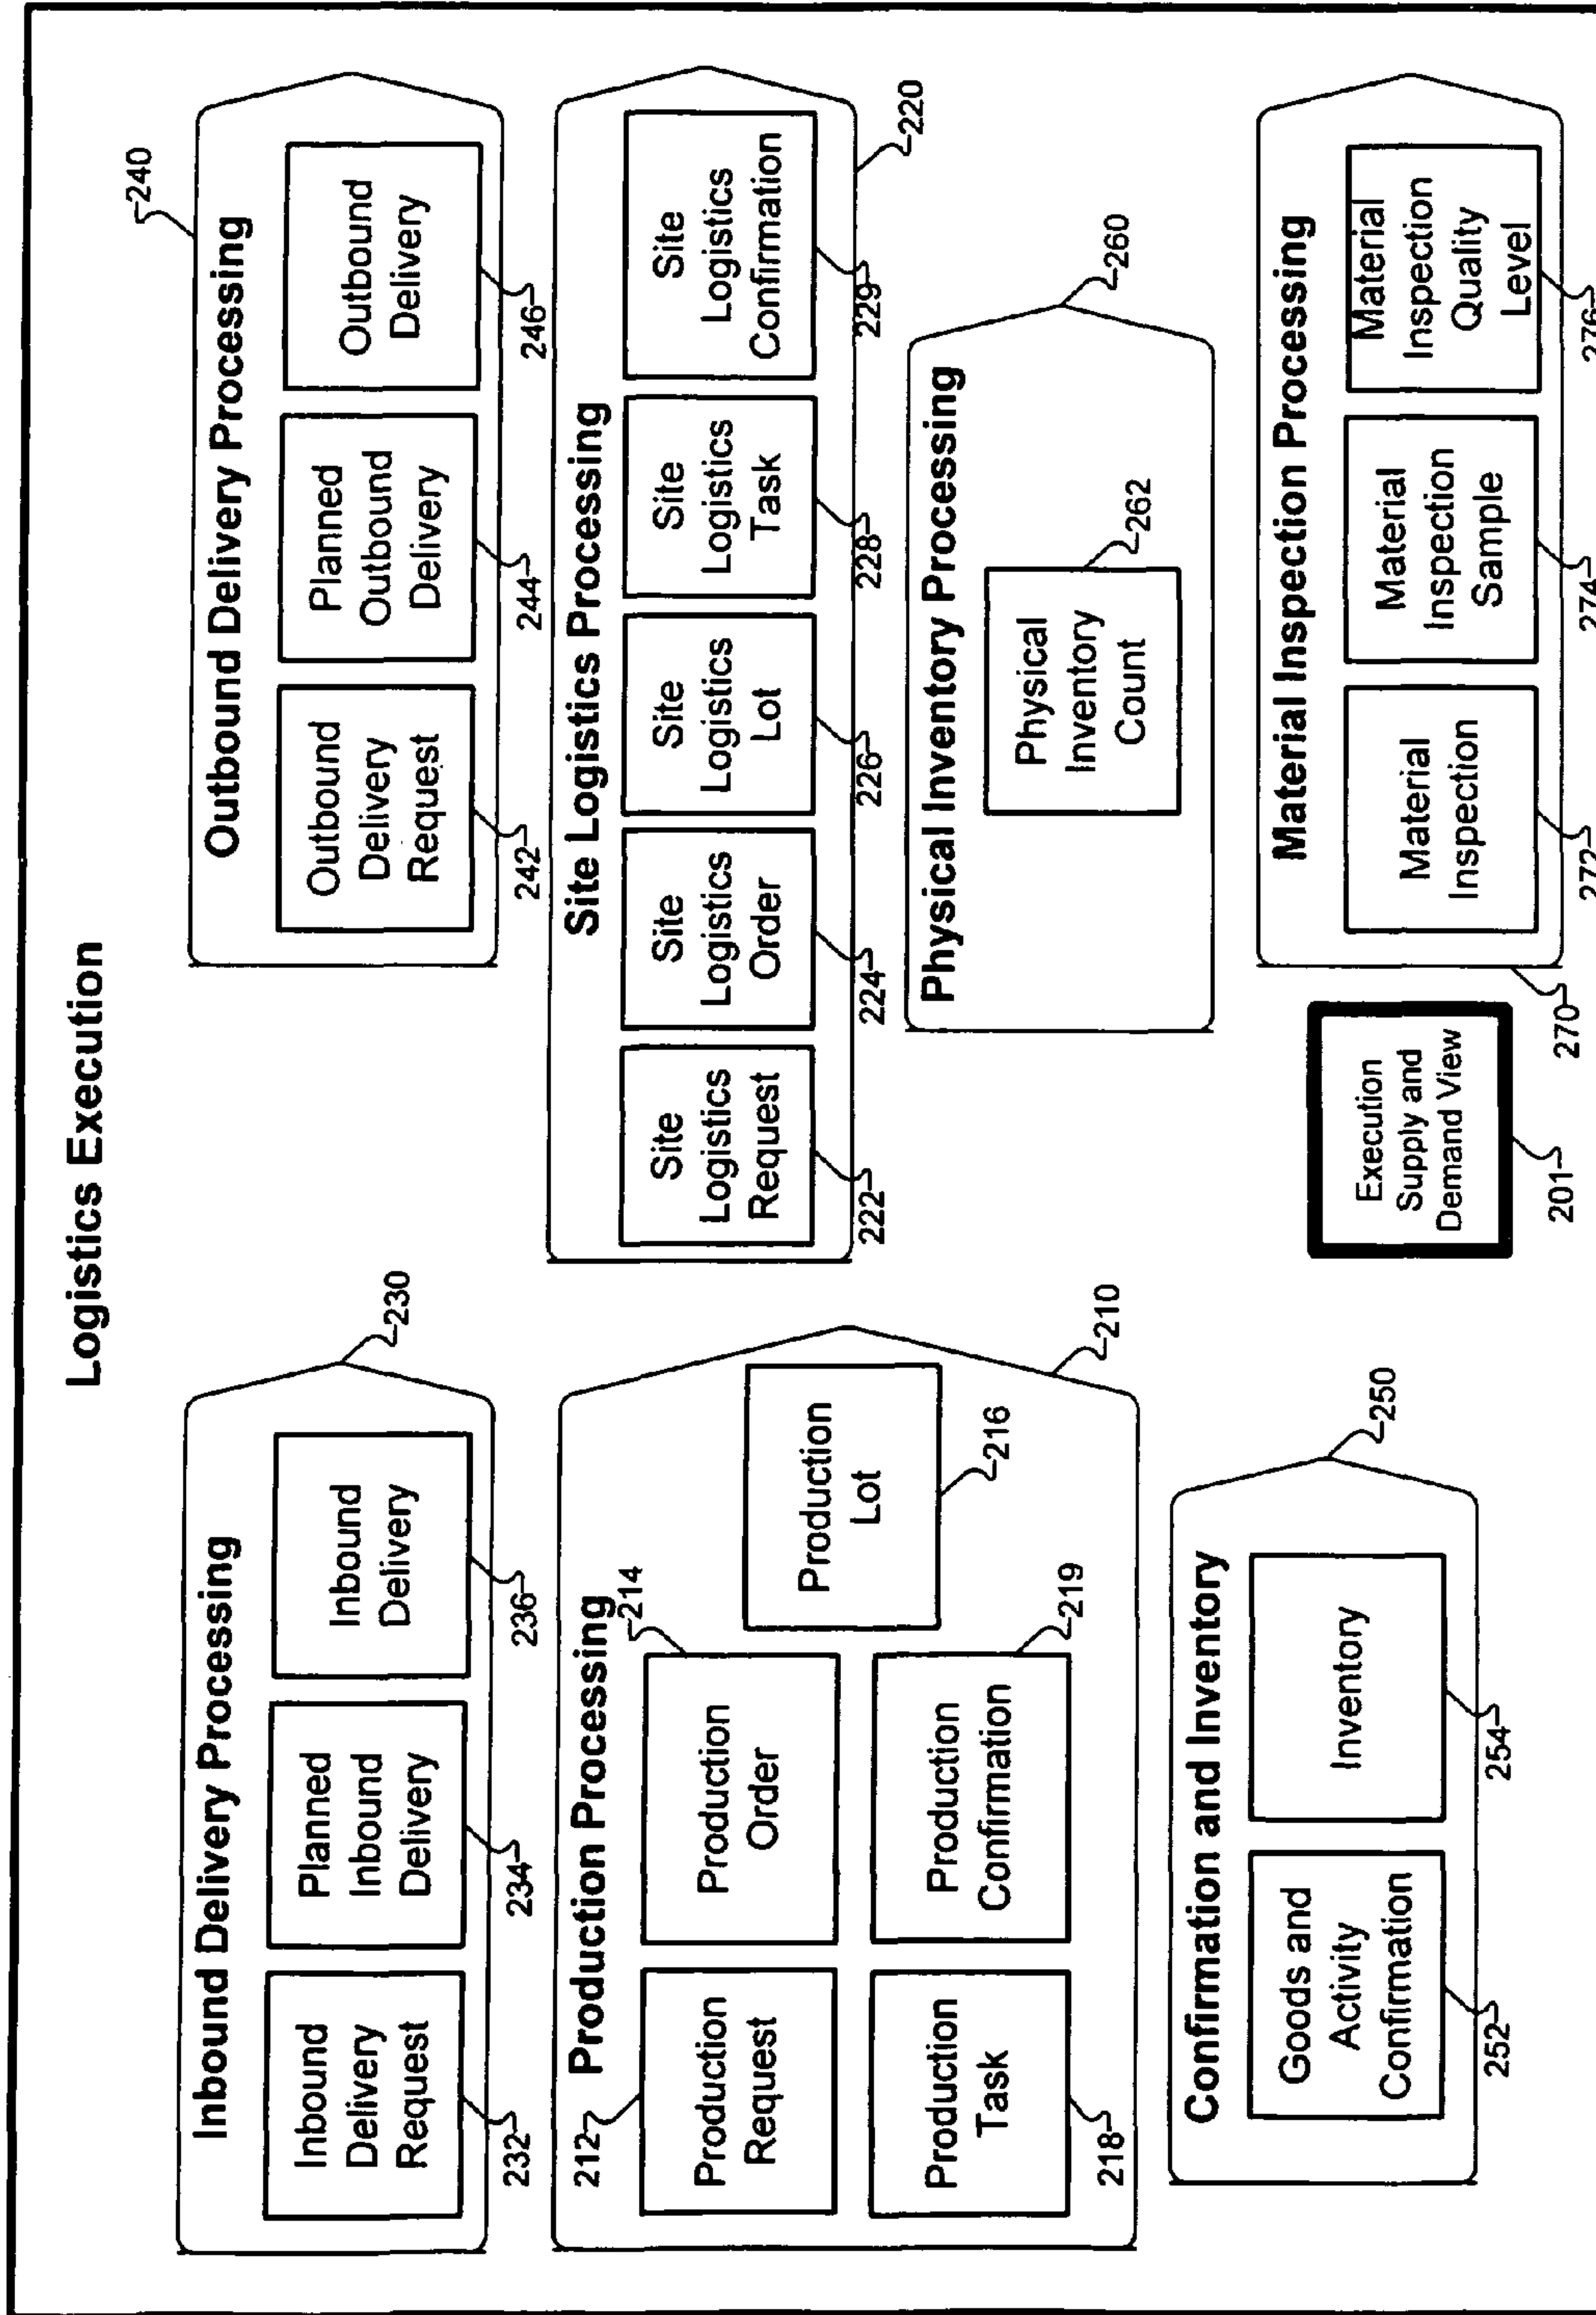 Logistics Execution
Inbound Delivery Processing
Inbound
Delivery
Request
232
Planned
Inbound
Delivery
234
Inbound
Delivery
236
230
Outbound Delivery Processing
240
Outbound
Delivery
Request
242
Planned
Outbound
Delivery
244
Outbound
Delivery
246
Production Processing
212
Production
Request
214
Production
Order
Production
Lot
216
Production
Task
218
Production
Confirmation
219
210
Site Logistics Processing
Site
Logistics
Request
222
Site
Logistics
Order
224
Site
Logistics
Lot
226
Site
Logistics
Task
228
Site
Logistics
Confirmation
229
220
Physical Inventory Processing
Physical
Inventory
Count
262
260
Confirmation and Inventory
Goods and
Activity
Confirmation
252
Inventory
254
250
Execution
Supply and
Demand View
201
Material Inspection Processing
270
Material
Inspection
272
Material
Inspection
Sample
274
Material
Inspection
Quality
Level
276